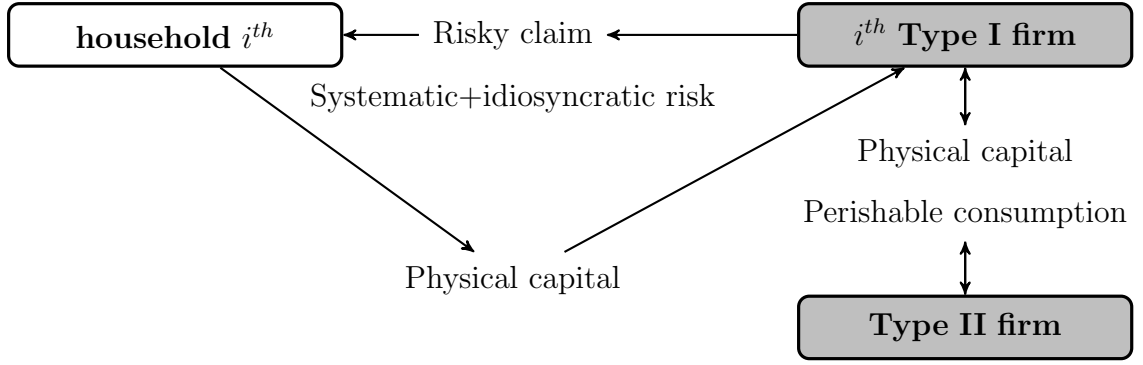 household i^th
Risky claim
i^th Type I firm
Systematic+idiosyncratic risk
Physical capital
Perishable consumption
Physical capital
Type II firm